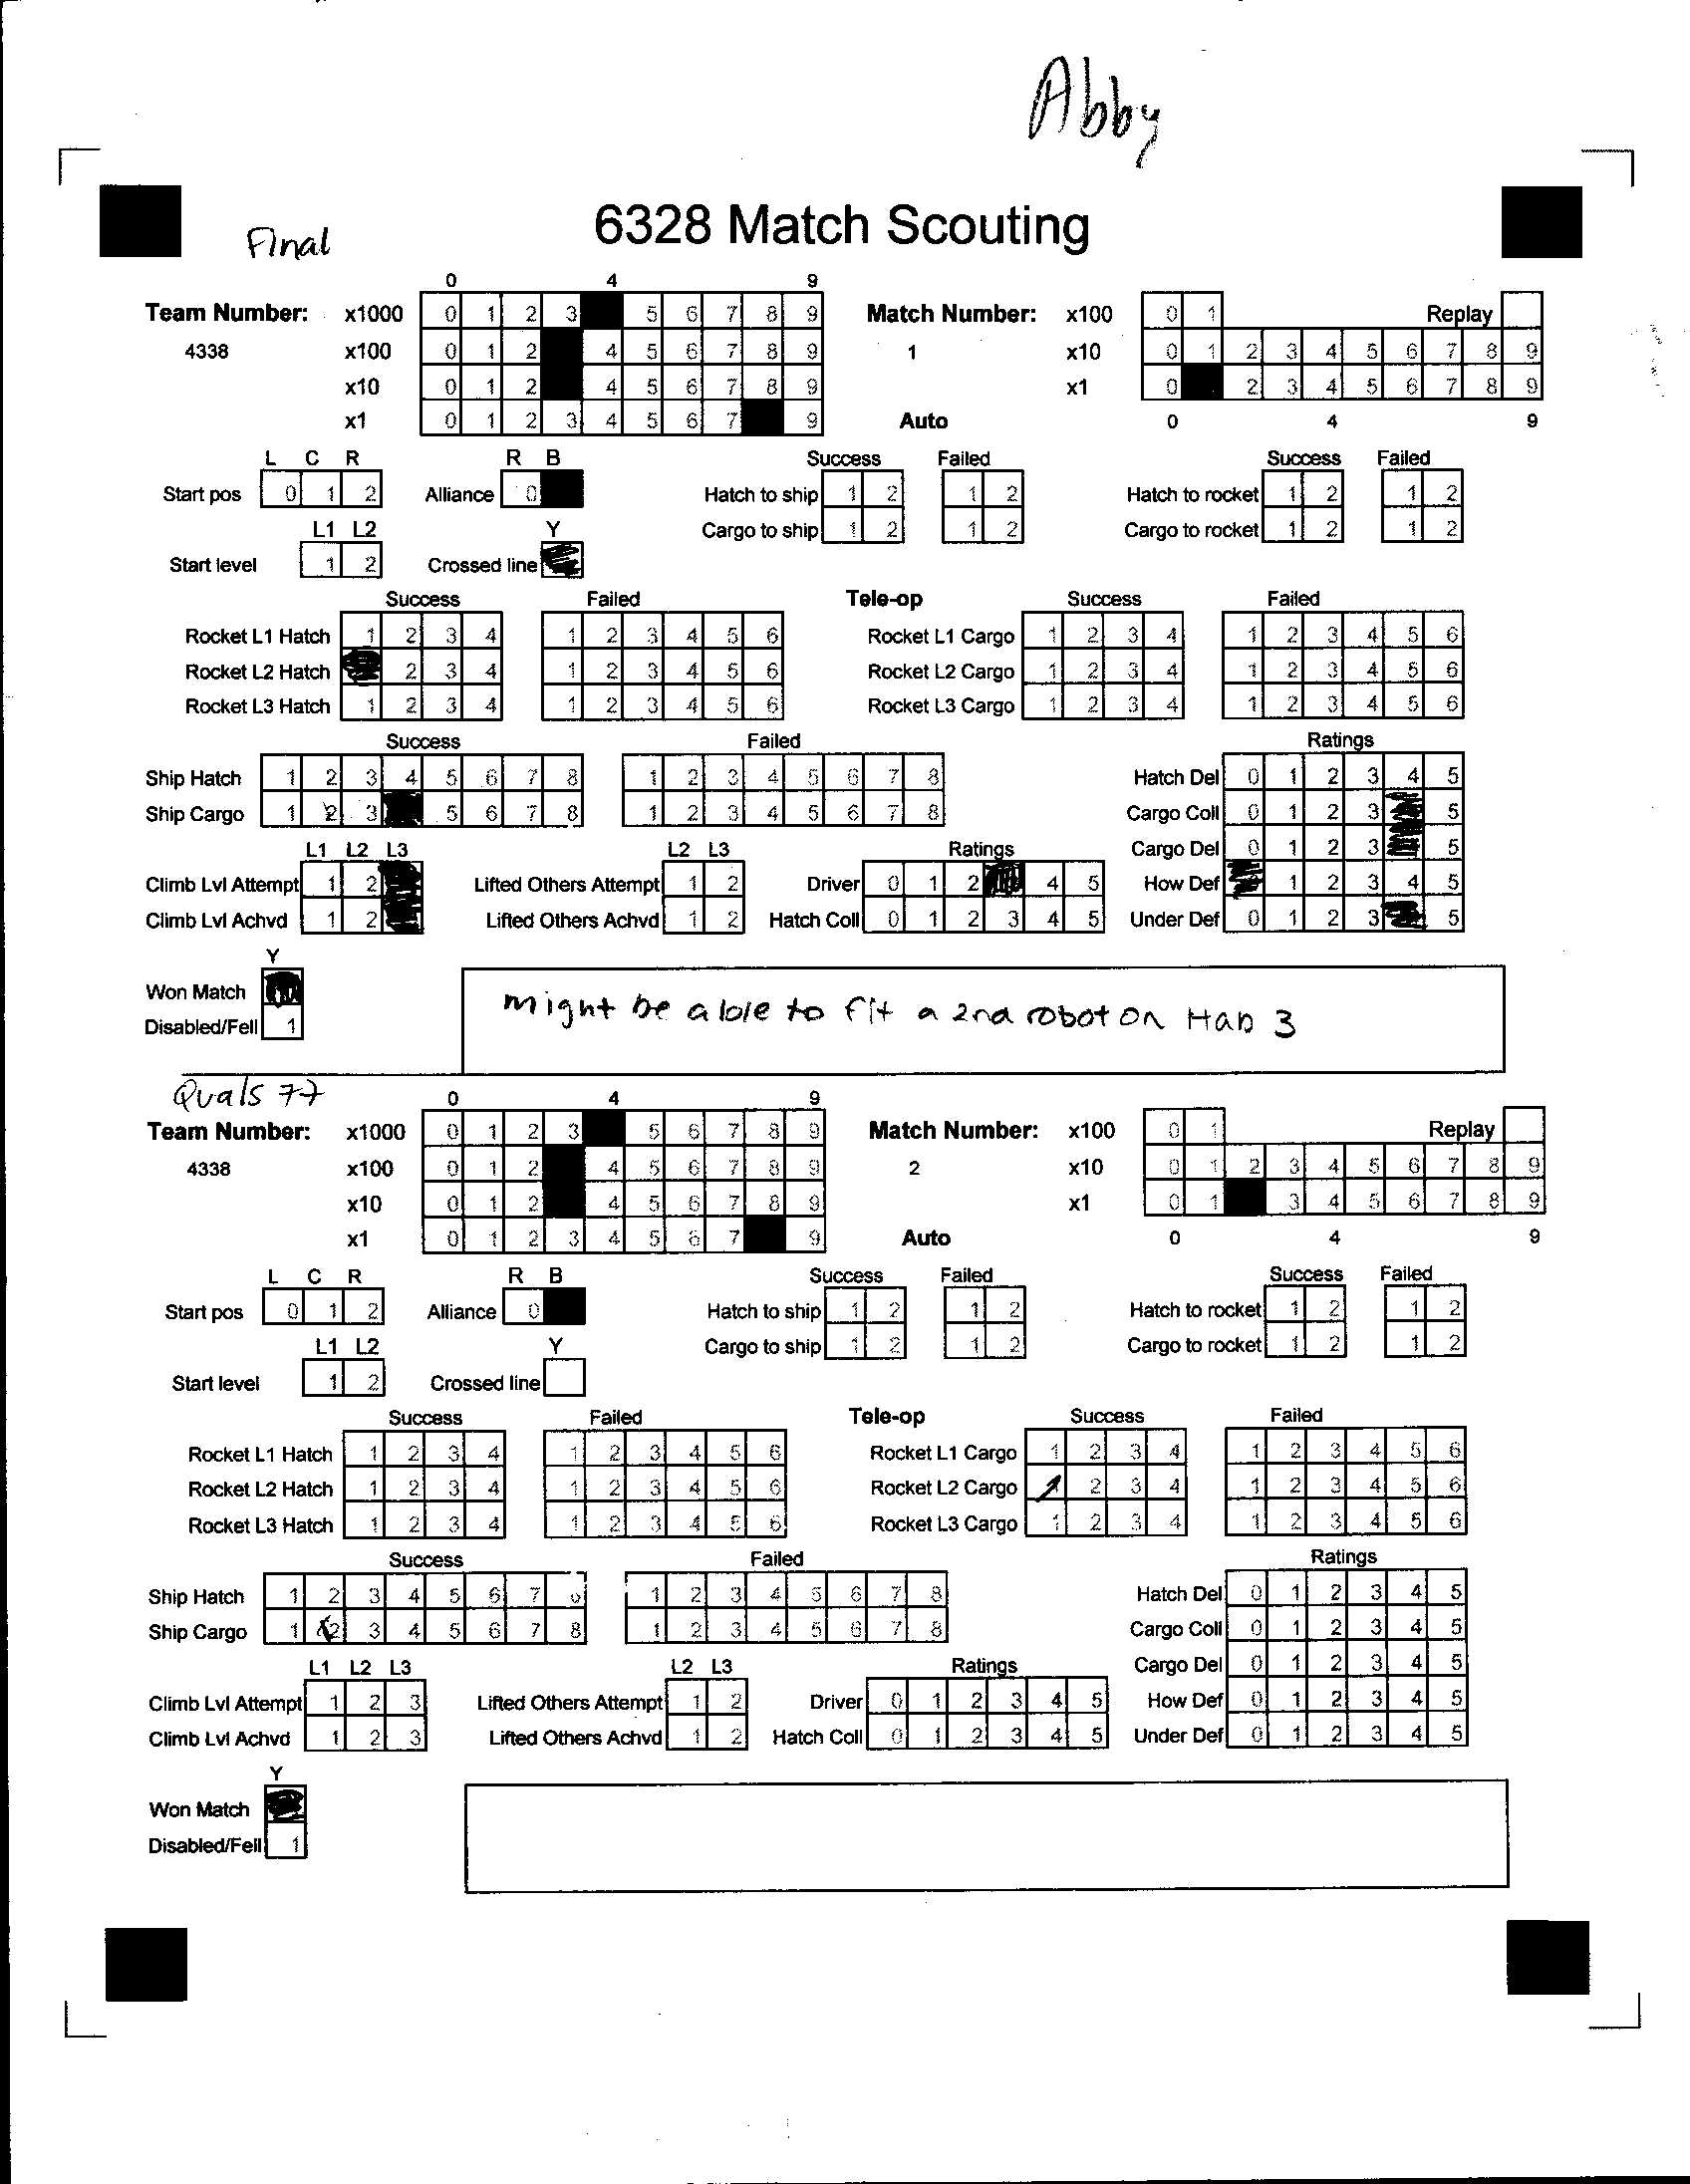 Abby
6328 Match Scouting
Final
0 4 9
Team Number: x1000 0 1 2 3 5 6 7 8 9 Match Number: x100 0 1 Replay
4338 x100 0 1 2 4 5 6 7 8 9 1 x10 0 1 2 3 4 5 6 7 8 9
x10 0 1 2 4 5 6 7 8 9 x1 0 2 3 4 5 6 7 8 9
x1 0 1 2 3 4 5 6 7 9 Auto 0 4 9
L C R R B Success Failed Success Failed
Start pos 0 1 2 Alliance 0 Hatch to ship 1 2 1 2 Hatch to rocket 1 2 1 2
L1 L2 Y Cargo to ship 1 2 1 2 Cargo to rocket 1 2 1 2
Start level 1 2 Crossed line
Success Failed Tele-op Success Failed
Rocket L1 Hatch 1 2 3 4 1 2 3 4 5 6 Rocket L1 Cargo 1 2 3 4 1 2 3 4 5 6
Rocket L2 Hatch 2 3 4 1 2 3 4 5 6 Rocket L2 Cargo 1 2 3 4 1 2 3 4 5 6
Rocket L3 Hatch 1 2 3 4 1 2 3 4 5 6 Rocket L3 Cargo 1 2 3 4 1 2 3 4 5 6
Success Failed Ratings
Ship Hatch 1 2 3 4 5 6 7 8 1 2 3 4 5 6 7 8 Hatch Del 0 1 2 3 4 5
Ship Cargo 1 2 3 5 6 7 8 1 2 3 4 5 6 7 8 Cargo Coll 0 1 2 3 5
L1 L2 L3 L2 L3 Ratings Cargo Del 0 1 2 3 5
Climb Lvl Attempt 1 2 Lifted Others Attempt 1 2 Driver 0 1 2 4 5 How Def 1 2 3 4 5
Climb Lvl Achvd 1 2 Lifted Others Achvd 1 2 Hatch Coll 0 1 2 3 4 5 Under Def 0 1 2 3 5
Y
Won Match
might be able to fit a 2nd robot on Hab 3
Disabled/Fell 1
Quals 77
0 4 9
Team Number: x1000 0 1 2 3 5 6 7 8 9 Match Number: x100 0 1 Replay
4338 x100 0 1 2 4 5 6 7 8 9 2 x10 0 1 2 3 4 5 6 7 8 9
x10 0 1 2 4 5 6 7 8 9 x1 0 1 3 4 5 6 7 8 9
x1 0 1 2 3 4 5 6 7 9 Auto 0 4 9
L C R R B Success Failed Success Failed
Start pos 0 1 2 Alliance 0 Hatch to ship 1 2 1 2 Hatch to rocket 1 2 1 2
L1 L2 Y Cargo to ship 1 2 1 2 Cargo to rocket 1 2 1 2
Start level 1 2 Crossed line
Success Failed Tele-op Success Failed
Rocket L1 Hatch 1 2 3 4 1 2 3 4 5 6 Rocket L1 Cargo 1 2 3 4 1 2 3 4 5 6
Rocket L2 Hatch 1 2 3 4 1 2 3 4 5 6 Rocket L2 Cargo 1 2 3 4 1 2 3 4 5 6
Rocket L3 Hatch 1 2 3 4 1 2 3 4 5 6 Rocket L3 Cargo 1 2 3 4 1 2 3 4 5 6
Success Failed Ratings
Ship Hatch 1 2 3 4 5 6 7 8 1 2 3 4 5 6 7 8 Hatch Del 0 1 2 3 4 5
Ship Cargo 1 2 3 4 5 6 7 8 1 2 3 4 5 6 7 8 Cargo Coll 0 1 2 3 4 5
L1 L2 L3 L2 L3 Ratings Cargo Del 0 1 2 3 4 5
Climb Lvl Attempt 1 2 3 Lifted Others Attempt 1 2 Driver 0 1 2 3 4 5 How Def 0 1 2 3 4 5
Climb Lvl Achvd 1 2 3 Lifted Others Achvd 1 2 Hatch Coll 0 1 2 3 4 5 Under Def 0 1 2 3 4 5
Y
Won Match
Disabled/Fell 1